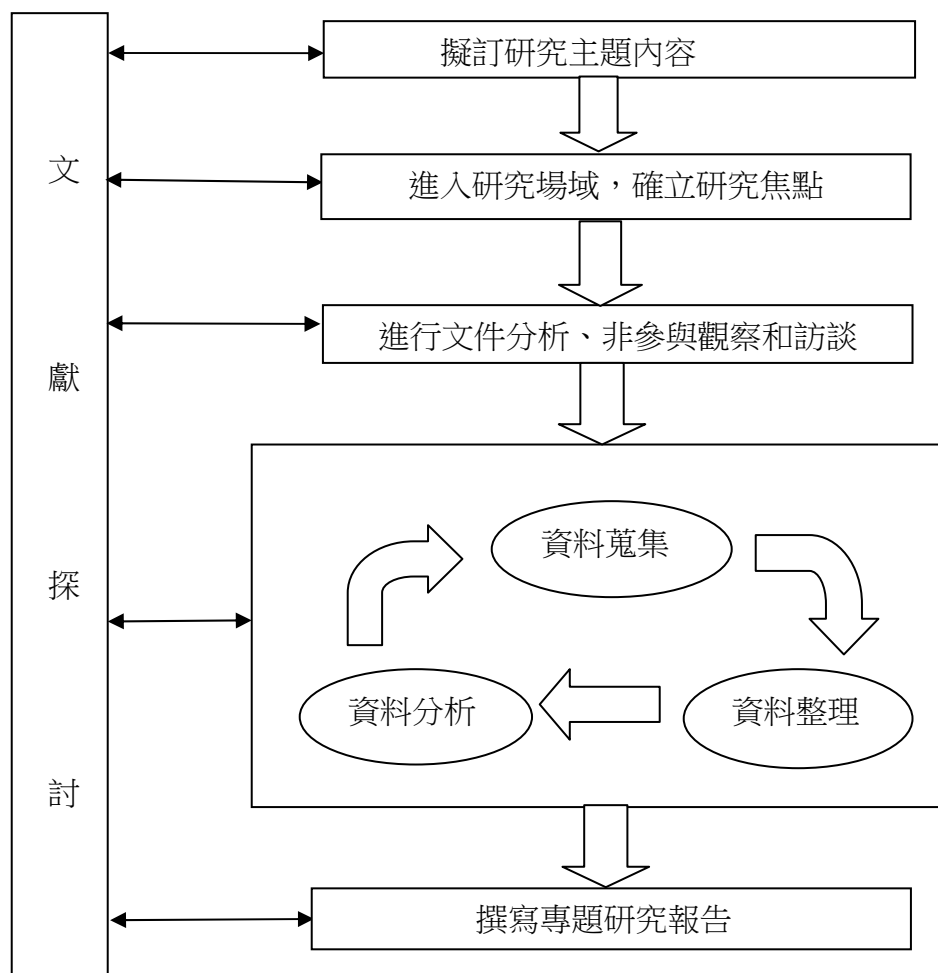 文獻探討
擬訂研究主題內容
進入研究場域，確立研究焦點
進行文件分析、非參與觀察和訪談
資料蒐集
資料分析
資料整理
撰寫專題研究報告